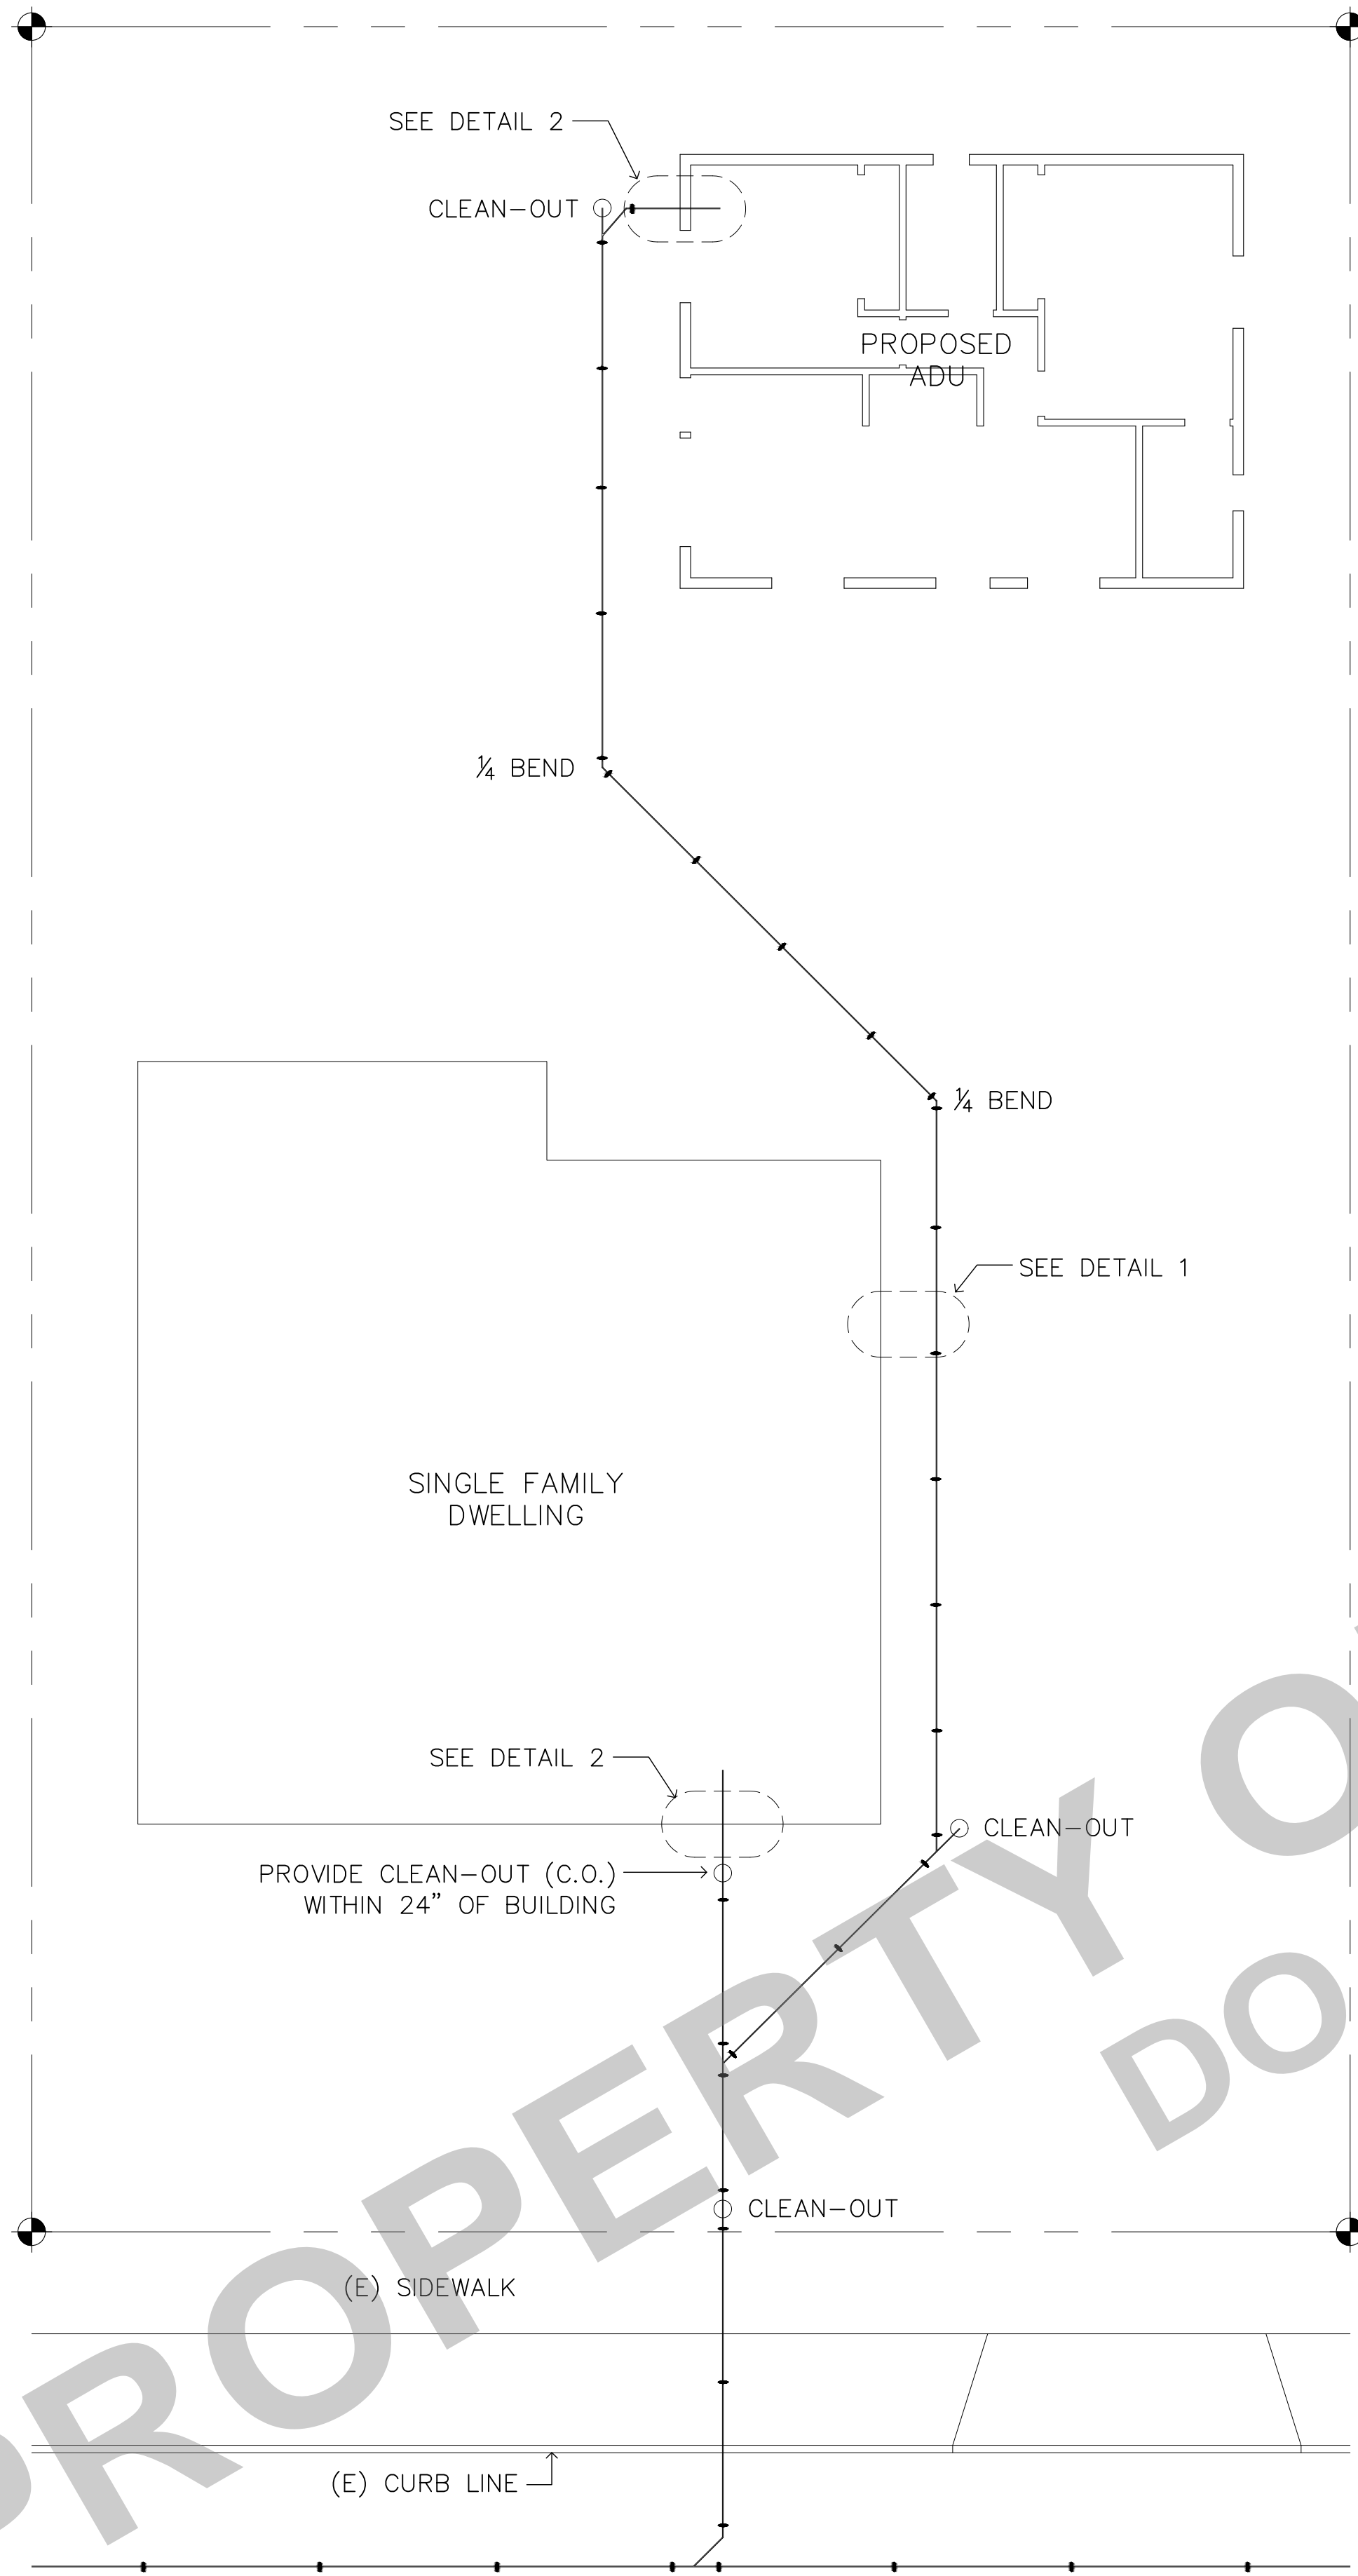 SEE DETAIL 2
CLEAN-OUT
PROPOSED
ADU
¼ BEND
¼ BEND
SEE DETAIL 1
SINGLE FAMILY
DWELLING
SEE DETAIL 2
CLEAN-OUT
PROVIDE CLEAN-OUT (C.O.)
WITHIN 24" OF BUILDING
CLEAN-OUT
(E) SIDEWALK
(E) CURB LINE
PROPERTY O
DO